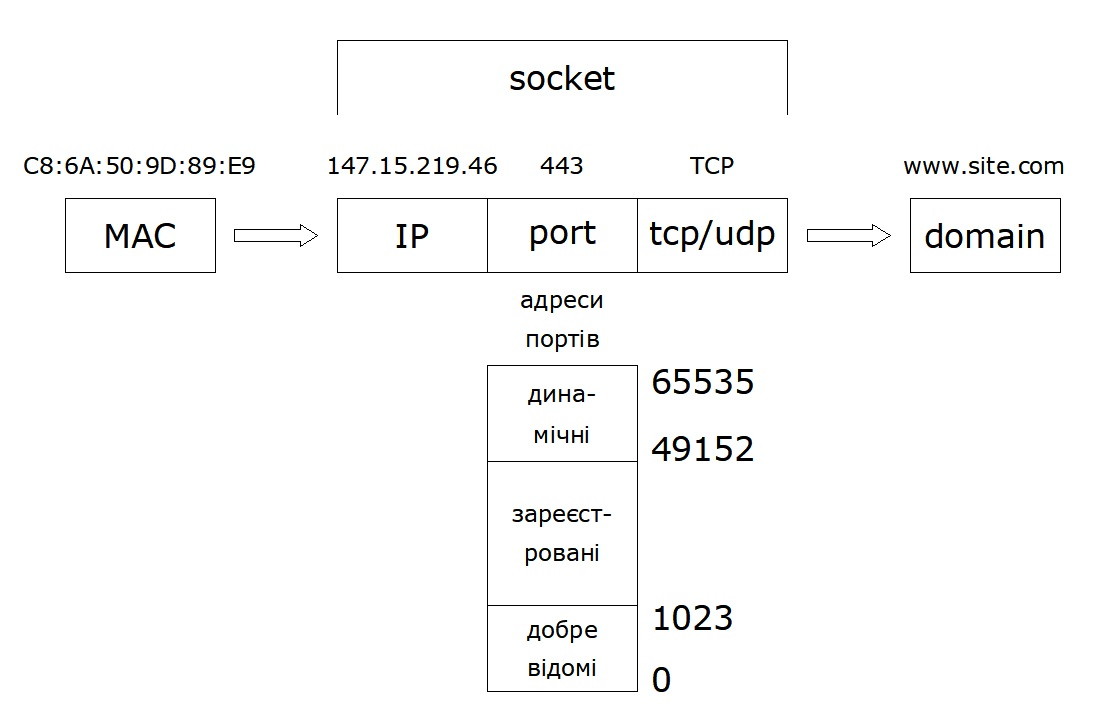 socket
C8:6A:50:9D:89:E9 147.15.219.46 443 TCP www.site.com
MAC IP port tcp/udp domain
адреси
портів
65535
дина-
мічні
49152
зареєст-
ровані
1023
добре
відомі
0